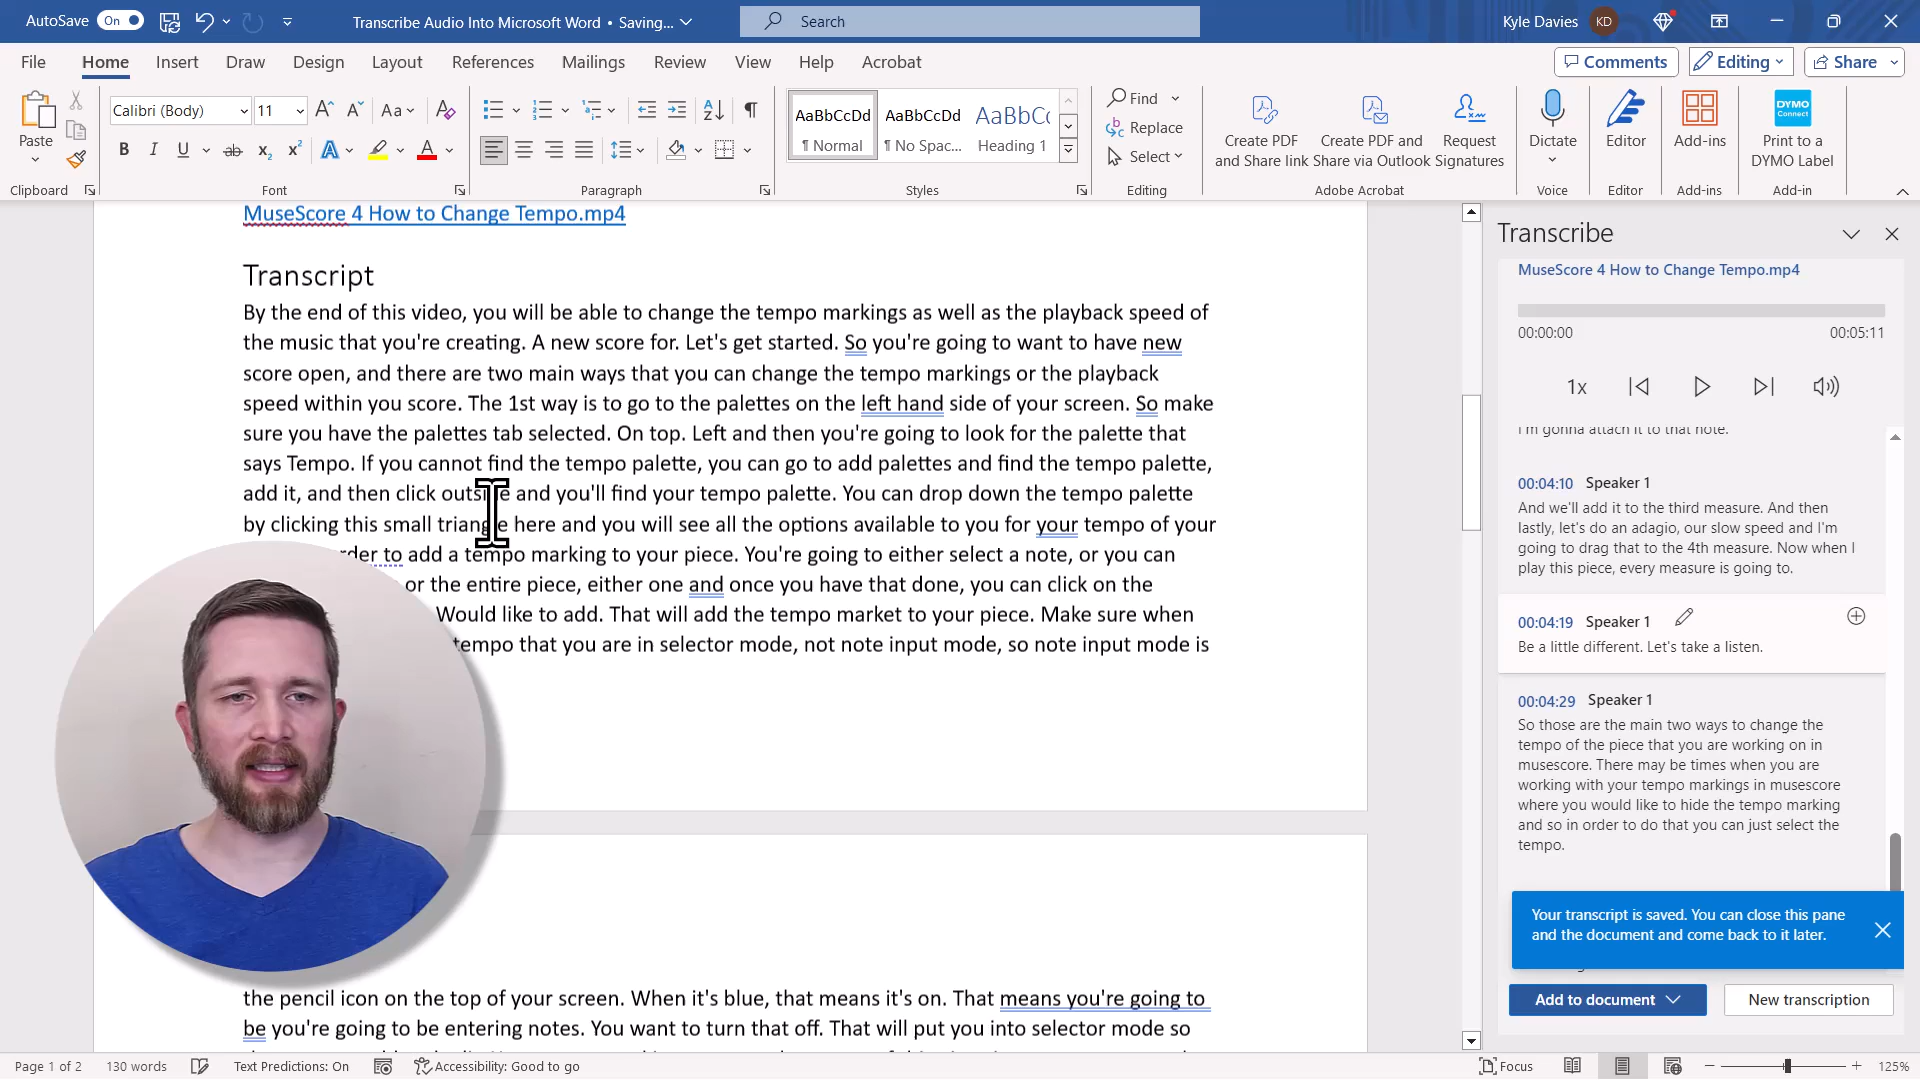 AutoSave On Transcribe Audio Into Microsoft Word • Saving... Search Kyle Davies KD
File Home Insert Draw Design Layout References Mailings Review View Help Acrobat Comments Editing Share
Paste
Clipboard
Calibri (Body) 11
Font
Paragraph
AaBbCcDd AaBbCcDd AaBbCc
¶ Normal ¶ No Spac... Heading 1
Styles
Find
Replace
Select
Editing
Create PDF and Share link
Create PDF and Share via Outlook
Request Signatures
Adobe Acrobat
Dictate
Voice
Editor
Editor
Add-ins
Add-ins
DYMO Connect
Print to a DYMO Label
Add-in
MuseScore 4 How to Change Tempo.mp4
Transcript
By the end of this video, you will be able to change the tempo markings as well as the playback speed of
the music that you're creating. A new score for. Let's get started. So you're going to want to have new
score open, and there are two main ways that you can change the tempo markings or the playback
speed within you score. The 1st way is to go to the palettes on the left hand side of your screen. So make
sure you have the palettes tab selected. On top. Left and then you're going to look for the palette that
says Tempo. If you cannot find the tempo palette, you can go to add palettes and find the tempo palette,
add it, and then click outside and you'll find your tempo palette. You can drop down the tempo palette
by clicking this small triangle here and you will see all the options available to you for your tempo of your
to add a tempo marking to your piece. You're going to either select a note, or you can
or the entire piece, either one and once you have that done, you can click on the
Would like to add. That will add the tempo market to your piece. Make sure when
tempo that you are in selector mode, not note input mode, so note input mode is
the pencil icon on the top of your screen. When it's blue, that means it's on. That means you're going to
be you're going to be entering notes. You want to turn that off. That will put you into selector mode so
Transcribe
MuseScore 4 How to Change Tempo.mp4
00:00:00 00:05:11
1x
I'm gonna attach it to that note.
00:04:10 Speaker 1
And we'll add it to the third measure. And then
lastly, let's do an adagio, our slow speed and I'm
going to drag that to the 4th measure. Now when I
play this piece, every measure is going to.
00:04:19 Speaker 1
Be a little different. Let's take a listen.
00:04:29 Speaker 1
So those are the main two ways to change the
tempo of the piece that you are working on in
musescore. There may be times when you are
working with your tempo markings in musescore
where you would like to hide the tempo marking
and so in order to do that you can just select the
tempo.
Your transcript is saved. You can close this pane
and the document and come back to it later.
Add to document New transcription
Page 1 of 2 130 words Text Predictions: On Accessibility: Good to go Focus 125%